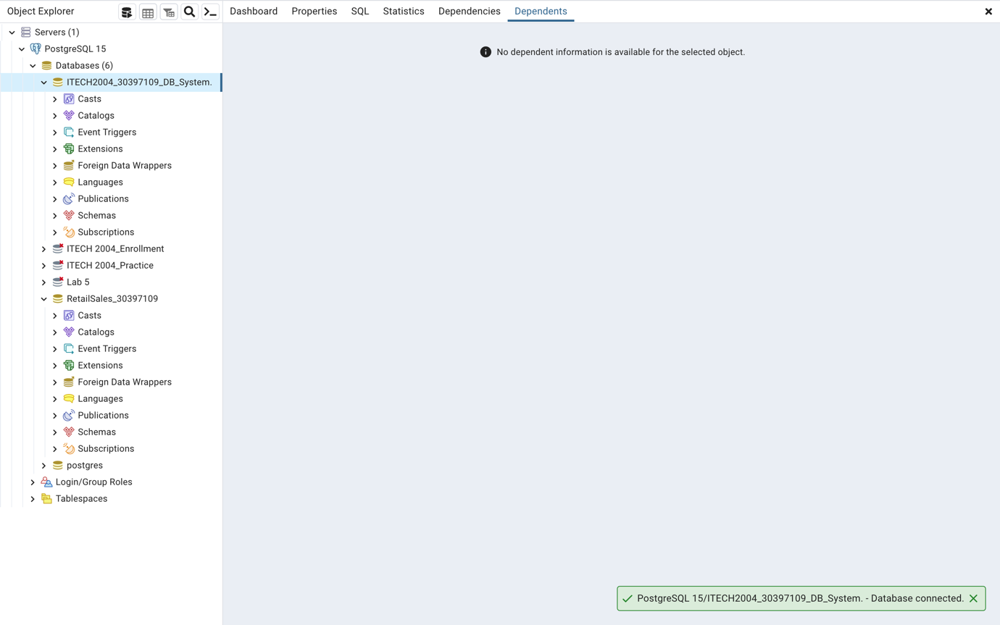 Object Explorer
Dashboard Properties SQL Statistics Dependencies Dependents
Servers (1)
PostgreSQL 15
Databases (6)
ITECH2004_30397109_DB_System.
Casts
Catalogs
Event Triggers
Extensions
Foreign Data Wrappers
Languages
Publications
Schemas
Subscriptions
ITECH 2004_Enrollment
ITECH 2004_Practice
Lab 5
RetailSales_30397109
Casts
Catalogs
Event Triggers
Extensions
Foreign Data Wrappers
Languages
Publications
Schemas
Subscriptions
postgres
Login/Group Roles
Tablespaces
No dependent information is available for the selected object.
PostgreSQL 15/ITECH2004_30397109_DB_System. - Database connected.